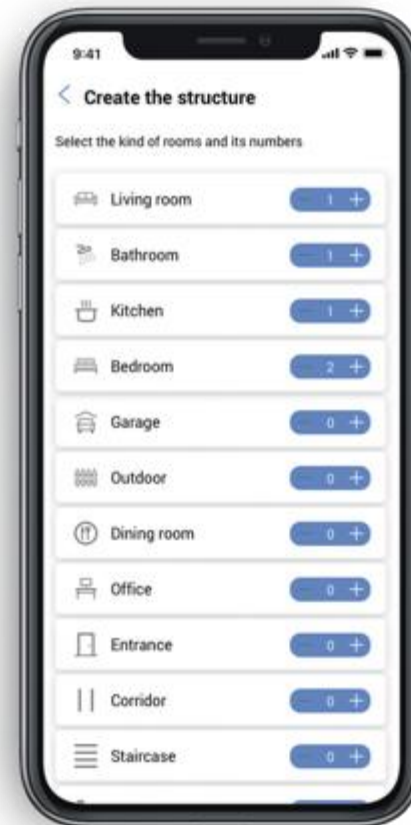 9:41
Create the structure
Select the kind of rooms and its numbers
Living room 1 +
Bathroom 1 +
Kitchen 1 +
Bedroom 2 +
Garage 0 +
Outdoor 0 +
Dining room 0 +
Office 0 +
Entrance 0 +
Corridor 0 +
Staircase 0 +